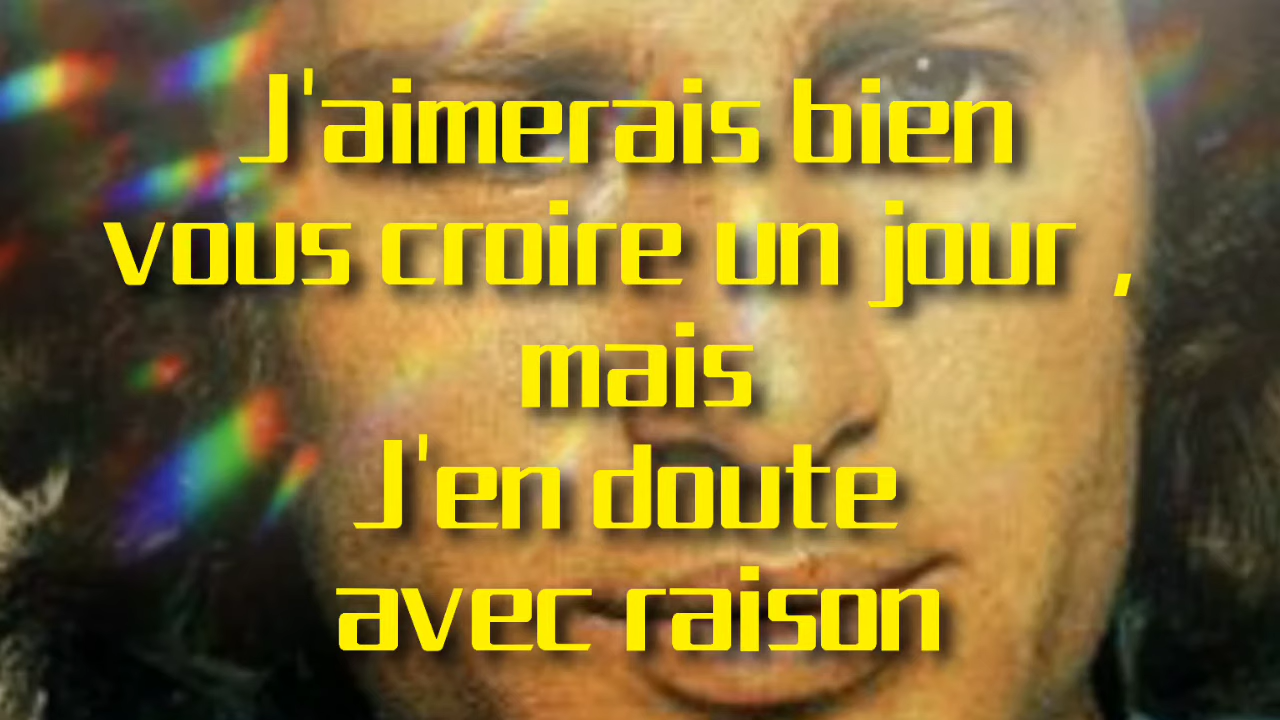 J'aimerais bien
vous croire un jour ,
mais
J'en doute
avec raison